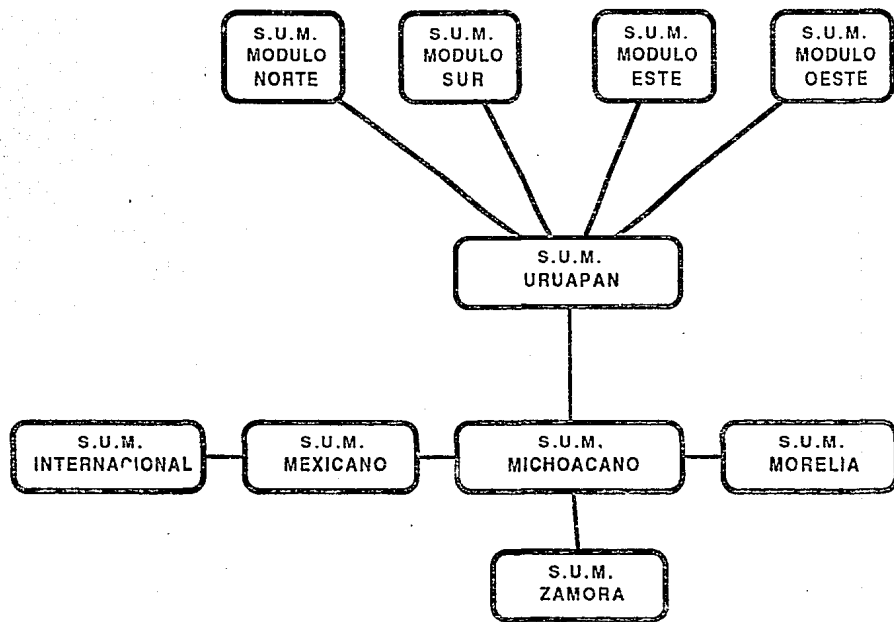 S.U.M.
MODULO
NORTE
S.U.M.
MODULO
SUR
S.U.M.
MODULO
ESTE
S.U.M.
MODULO
OESTE
S.U.M.
URUAPAN
S.U.M.
INTERNACIONAL
S.U.M.
MEXICANO
S.U.M.
MICHOACANO
S.U.M.
MORELIA
S.U.M.
ZAMORA